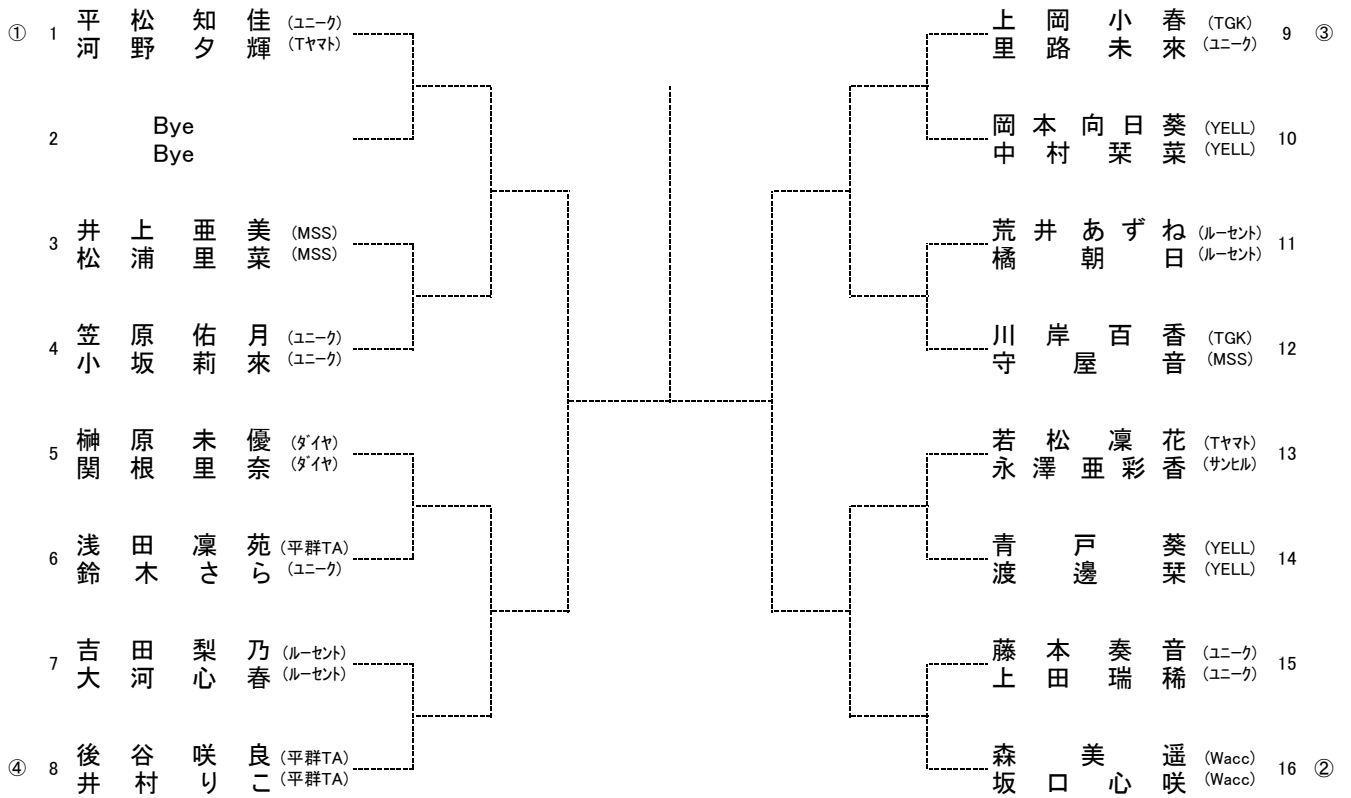 ① 1 平松知佳 (ﾕﾆｰｸ)
河野夕輝 (Tヤマト)
2 Bye
Bye
3 井上亜美 (MSS)
松浦里菜 (MSS)
4 笠原佑月 (ﾕﾆｰｸ)
小坂莉來 (ﾕﾆｰｸ)
5 榊原未優 (ﾀﾞｲﾔ)
関根里奈 (ﾀﾞｲﾔ)
6 浅田凜苑 (平群TA)
鈴木さら (ﾕﾆｰｸ)
7 吉田梨乃 (ﾙｰｾﾝﾄ)
大河心春 (ﾙｰｾﾝﾄ)
④ 8 後谷咲良 (平群TA)
井村りこ (平群TA)
上岡小春 (TGK) 9 ③
里路未來 (ﾕﾆｰｸ)
岡本向日葵 (YELL) 10
中村栞菜 (YELL)
荒井あずね (ﾙｰｾﾝﾄ) 11
橘朝日 (ﾙｰｾﾝﾄ)
川岸百香 (TGK) 12
守屋音 (MSS)
若松凜花 (Tヤマト) 13
永澤亜彩香 (ｻﾝﾋﾙ)
青戸葵 (YELL) 14
渡邊栞 (YELL)
藤本奏音 (ﾕﾆｰｸ) 15
上田瑞稀 (ﾕﾆｰｸ)
森美遥 (Wacc) 16 ②
坂口心咲 (Wacc)